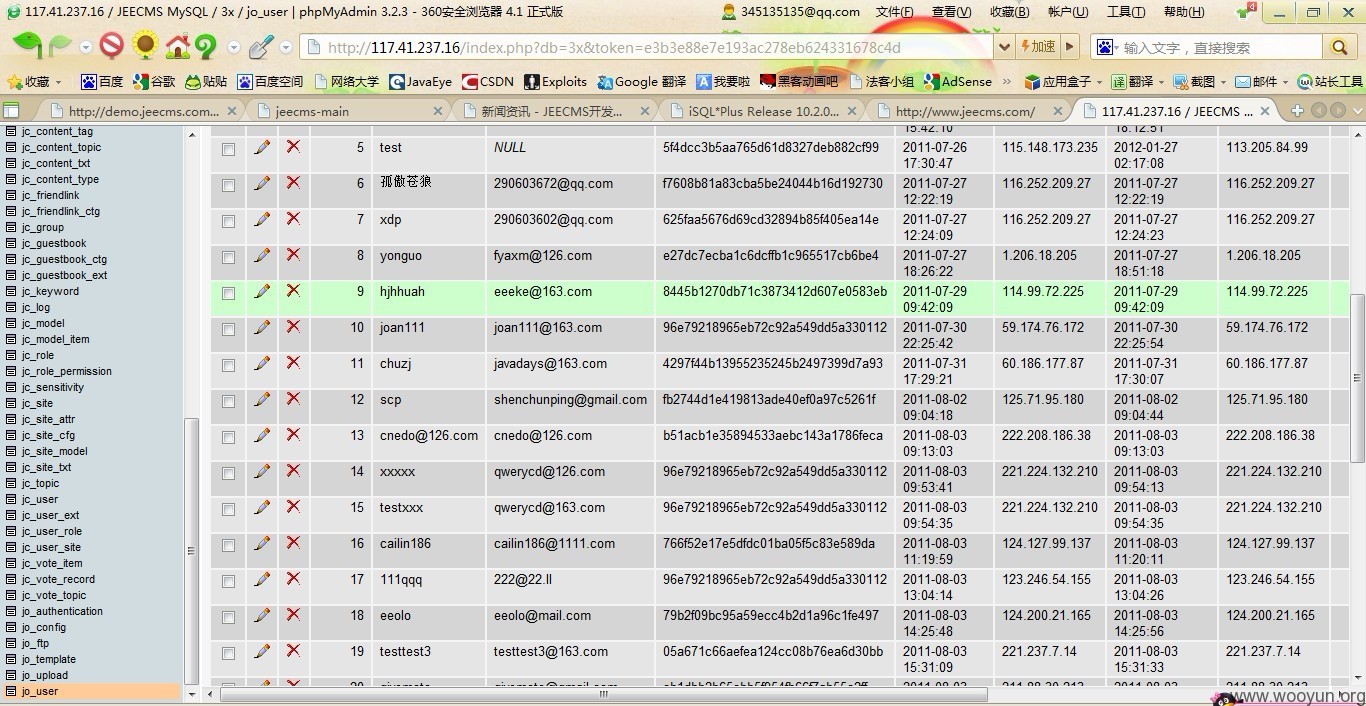 117.41.237.16 / JEECMS MySQL / 3x / jo_user | phpMyAdmin 3.2.3 - 360安全浏览器 4.1 正式版
345135135@qq.com 文件(F) 查看(V) 收藏(B) 帐户(U) 工具(T) 帮助(H) 4
http://117.41.237.16/index.php?db=3x&token=e3b3e88e7e193ac278eb624331678c4d 加速 输入文字，直接搜索
收藏 百度 谷歌 贴贴 百度空间 网络大学 JavaEye CSDN Exploits Google 翻译 我要啦 黑客动画吧 法客小组 AdSense » 应用盒子 翻译 截图 邮件 站长工具
http://demo.jeecms.com... jeecms-main 新闻资讯 - JEECMS开发... iSQL*Plus Release 10.2.0... http://www.jeecms.com/ 117.41.237.16 / JEECMS ...
jc_content_tag
jc_content_topic
jc_content_txt
jc_content_type
jc_friendlink
jc_friendlink_ctg
jc_group
jc_guestbook
jc_guestbook_ctg
jc_guestbook_ext
jc_keyword
jc_log
jc_model
jc_model_item
jc_role
jc_role_permission
jc_sensitivity
jc_site
jc_site_attr
jc_site_cfg
jc_site_model
jc_site_txt
jc_topic
jc_user
jc_user_ext
jc_user_role
jc_user_site
jc_vote_item
jc_vote_record
jc_vote_topic
jo_authentication
jo_config
jo_ftp
jo_template
jo_upload
jo_user
15:42:10 18:12:51
5 test NULL 5f4dcc3b5aa765d61d8327deb882cf99 2011-07-26 115.148.173.235 2012-01-27 113.205.84.99
17:30:47 02:17:08
6 孤傲苍狼 290603672@qq.com f7608b81a83cba5be24044b16d192730 2011-07-27 116.252.209.27 2011-07-27 116.252.209.27
12:22:19 12:22:19
7 xdp 290603602@qq.com 625faa5676d69cd32894b85f405ea14e 2011-07-27 116.252.209.27 2011-07-27 116.252.209.27
12:24:09 12:24:23
8 yonguo fyaxm@126.com e27dc7ecba1c6dcffb1c965517cb6be4 2011-07-27 1.206.18.205 2011-07-27 1.206.18.205
18:26:22 18:51:18
9 hjhhuah eeeke@163.com 8445b1270db71c3873412d607e0583eb 2011-07-29 114.99.72.225 2011-07-29 114.99.72.225
09:42:09 09:42:09
10 joan111 joan111@163.com 96e79218965eb72c92a549dd5a330112 2011-07-30 59.174.76.172 2011-07-30 59.174.76.172
22:25:42 22:25:54
11 chuzj javadays@163.com 4297f44b13955235245b2497399d7a93 2011-07-31 60.186.177.87 2011-07-31 60.186.177.87
17:29:21 17:30:07
12 scp shenchunping@gmail.com fb2744d1e419813ade40ef0a97c5261f 2011-08-02 125.71.95.180 2011-08-02 125.71.95.180
09:04:18 09:04:44
13 cnedo@126.com cnedo@126.com b51acb1e35894533aebc143a1786feca 2011-08-03 222.208.186.38 2011-08-03 222.208.186.38
09:13:03 09:13:03
14 xxxxx qwerycd@126.com 96e79218965eb72c92a549dd5a330112 2011-08-03 221.224.132.210 2011-08-03 221.224.132.210
09:53:41 09:54:13
15 testxxx qwerycd@163.com 96e79218965eb72c92a549dd5a330112 2011-08-03 221.224.132.210 2011-08-03 221.224.132.210
09:54:35 09:54:35
16 cailin186 cailin186@1111.com 766f52e17e5dfdc01ba05f5c83e589da 2011-08-03 124.127.99.137 2011-08-03 124.127.99.137
11:19:59 11:20:11
17 111qqq 222@22.ll 96e79218965eb72c92a549dd5a330112 2011-08-03 123.246.54.155 2011-08-03 123.246.54.155
13:04:14 13:04:26
18 eeolo eeolo@mail.com 79b2f09bc95a59ecc4b2d1a96c1fe497 2011-08-03 124.200.21.165 2011-08-03 124.200.21.165
14:25:48 14:25:56
19 testtest3 testtest3@163.com 05a671c66aefea124cc08b76ea6d30bb 2011-08-03 221.237.7.14 2011-08-03 221.237.7.14
15:31:09 15:31:33
www.wooyun.org